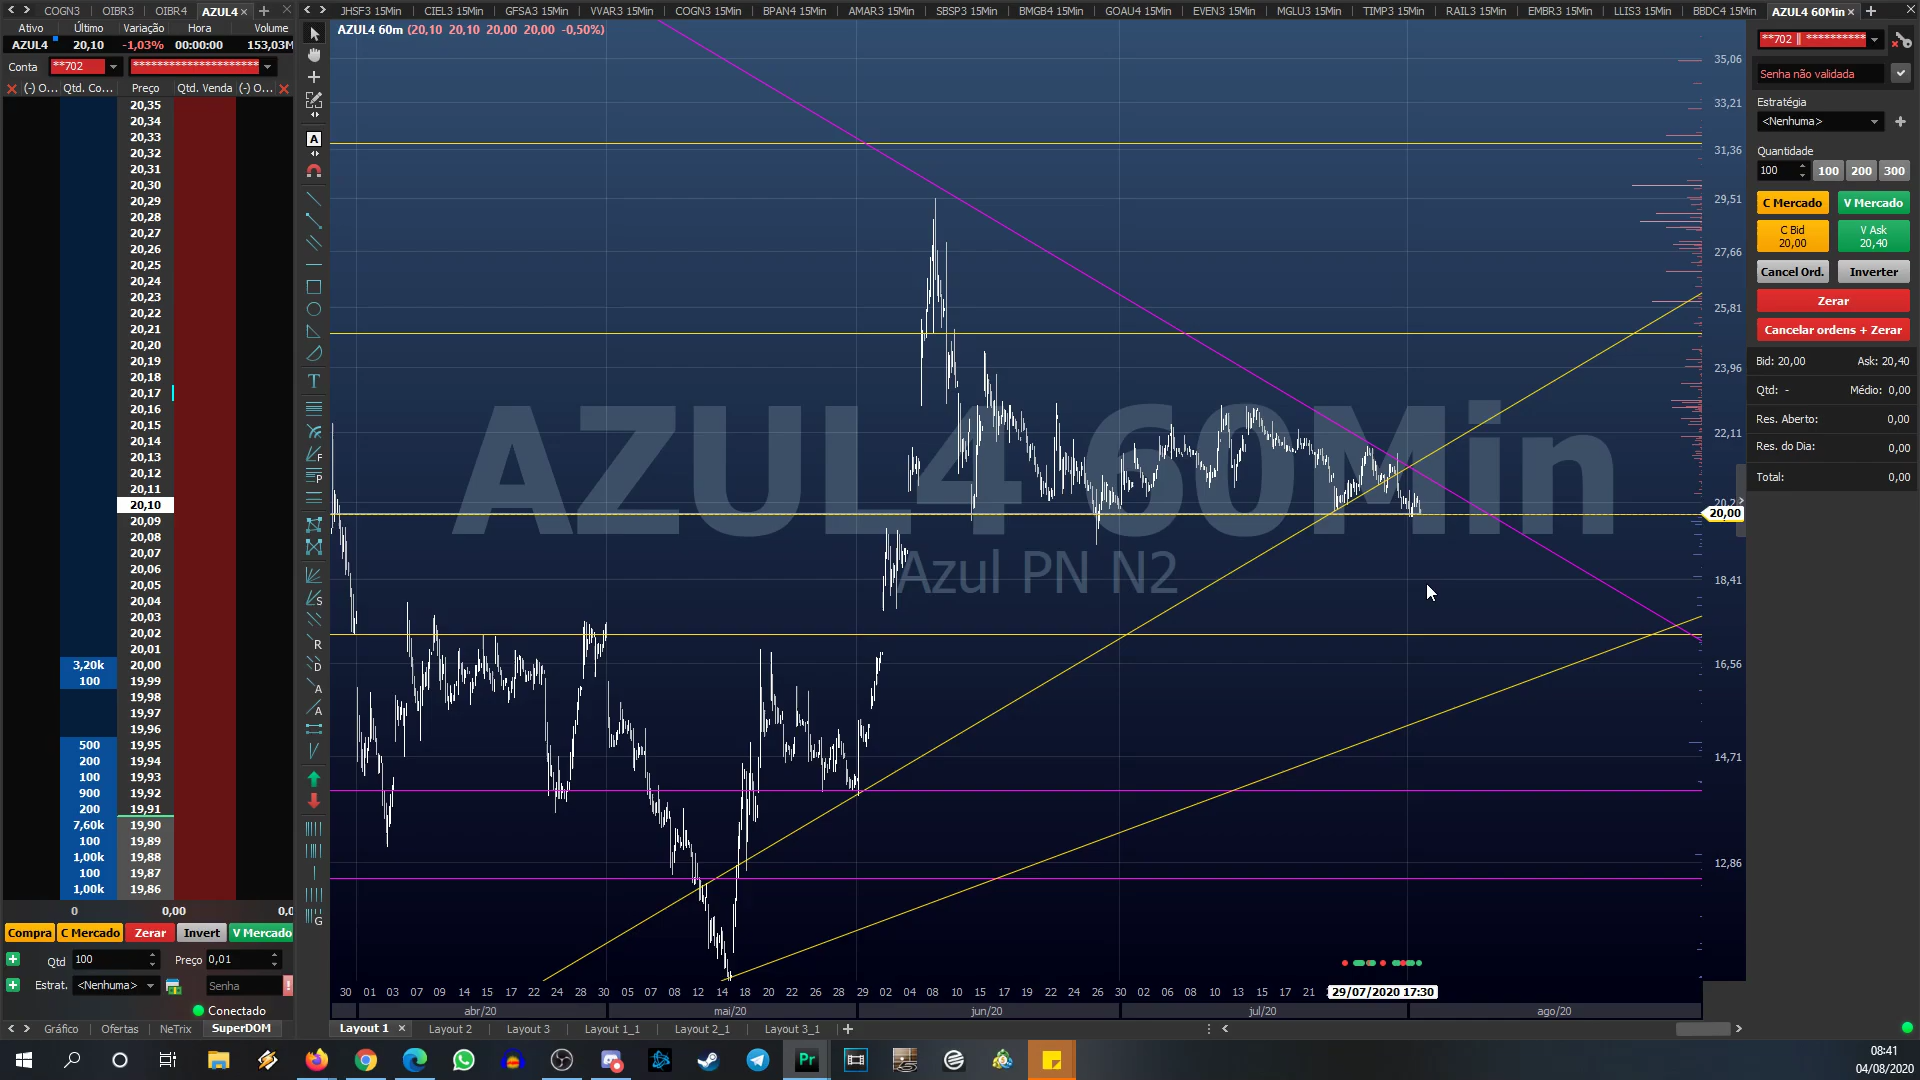 COGN3 OIBR3 OIBR4 AZUL4
JHSF3 15Min CIEL3 15Min GFSA3 15Min VVAR3 15Min COGN3 15Min BPAN4 15Min AMAR3 15Min SBSP3 15Min BMGB4 15Min GOAU4 15Min EVEN3 15Min MGLU3 15Min TIMP3 15Min RAIL3 15Min EMBR3 15Min LLIS3 15Min BBDC4 15Min AZUL4 60Min
Ativo Último Variação Hora Volume
AZUL4 20,10 -1,03% 00:00:00 153,03M
Conta **702 *********************
(-) O... Qtd. Co... Preço Qtd. Venda (-) O...
20,35
20,34
20,33
20,32
20,31
20,30
20,29
20,28
20,27
20,26
20,25
20,24
20,23
20,22
20,21
20,20
20,19
20,18
20,17
20,16
20,15
20,14
20,13
20,12
20,11
20,10
20,09
20,08
20,07
20,06
20,05
20,04
20,03
20,02
20,01
3,20k 20,00
100 19,99
19,98
19,97
19,96
500 19,95
200 19,94
100 19,93
900 19,92
200 19,91
7,60k 19,90
100 19,89
1,00k 19,88
100 19,87
1,00k 19,86
0 0,00 0,0
Compra C Mercado Zerar Invert V Mercado
Qtd 100 Preço 0,01
Estrat. <Nenhuma> Senha
Conectado
Gráfico Ofertas NeTrix SuperDOM
AZUL4 60m (20,10 20,10 20,00 20,00 -0,50%)
AZUL4 60Min
Azul PN N2
35,06
33,21
31,36
29,51
27,66
25,81
23,96
22,11
20,2
20,00
18,41
16,56
14,71
12,86
30 01 03 07 09 14 15 17 22 24 28 30 05 07 08 12 14 18 20 22 26 28 29 02 04 08 10 15 17 19 22 24 26 30 02 06 08 10 13 15 17 21 29/07/2020 17:30
abr/20 mai/20 jun/20 jul/20 ago/20
Layout 1 Layout 2 Layout 3 Layout 1_1 Layout 2_1 Layout 3_1
**702 || **********
Senha não validada
Estratégia
<Nenhuma>
Quantidade
100 100 200 300
C Mercado V Mercado
C Bid V Ask
20,00 20,40
Cancel Ord. Inverter
Zerar
Cancelar ordens + Zerar
Bid: 20,00 Ask: 20,40
Qtd: - Médio: 0,00
Res. Aberto: 0,00
Res. do Dia: 0,00
Total: 0,00
Pr
08:41
04/08/2020